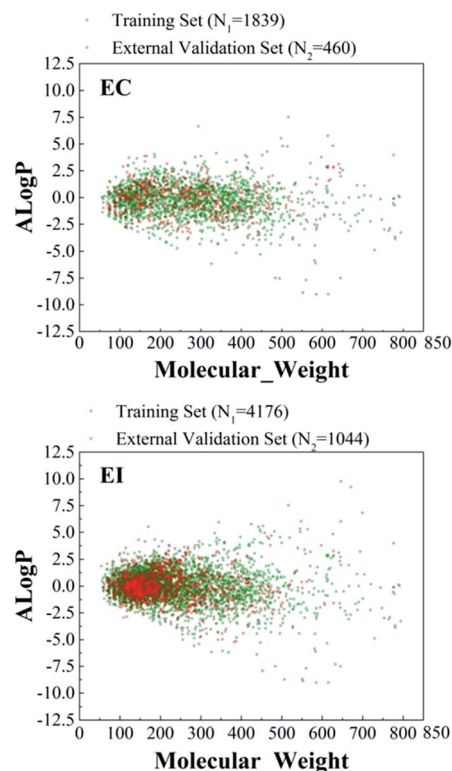 Training Set (N₁=1839)
External Validation Set (N₂=460)
EC
12.5
10.0
7.5
5.0
2.5
0.0
-2.5
-5.0
-7.5
-10.0
-12.5
ALogP
0 100 200 300 400 500 600 700 800 850
Molecular_Weight
Training Set (N₁=4176)
External Validation Set (N₂=1044)
EI
12.5
10.0
7.5
5.0
2.5
0.0
-2.5
-5.0
-7.5
-10.0
-12.5
ALogP
0 100 200 300 400 500 600 700 800 850
Molecular_Weight